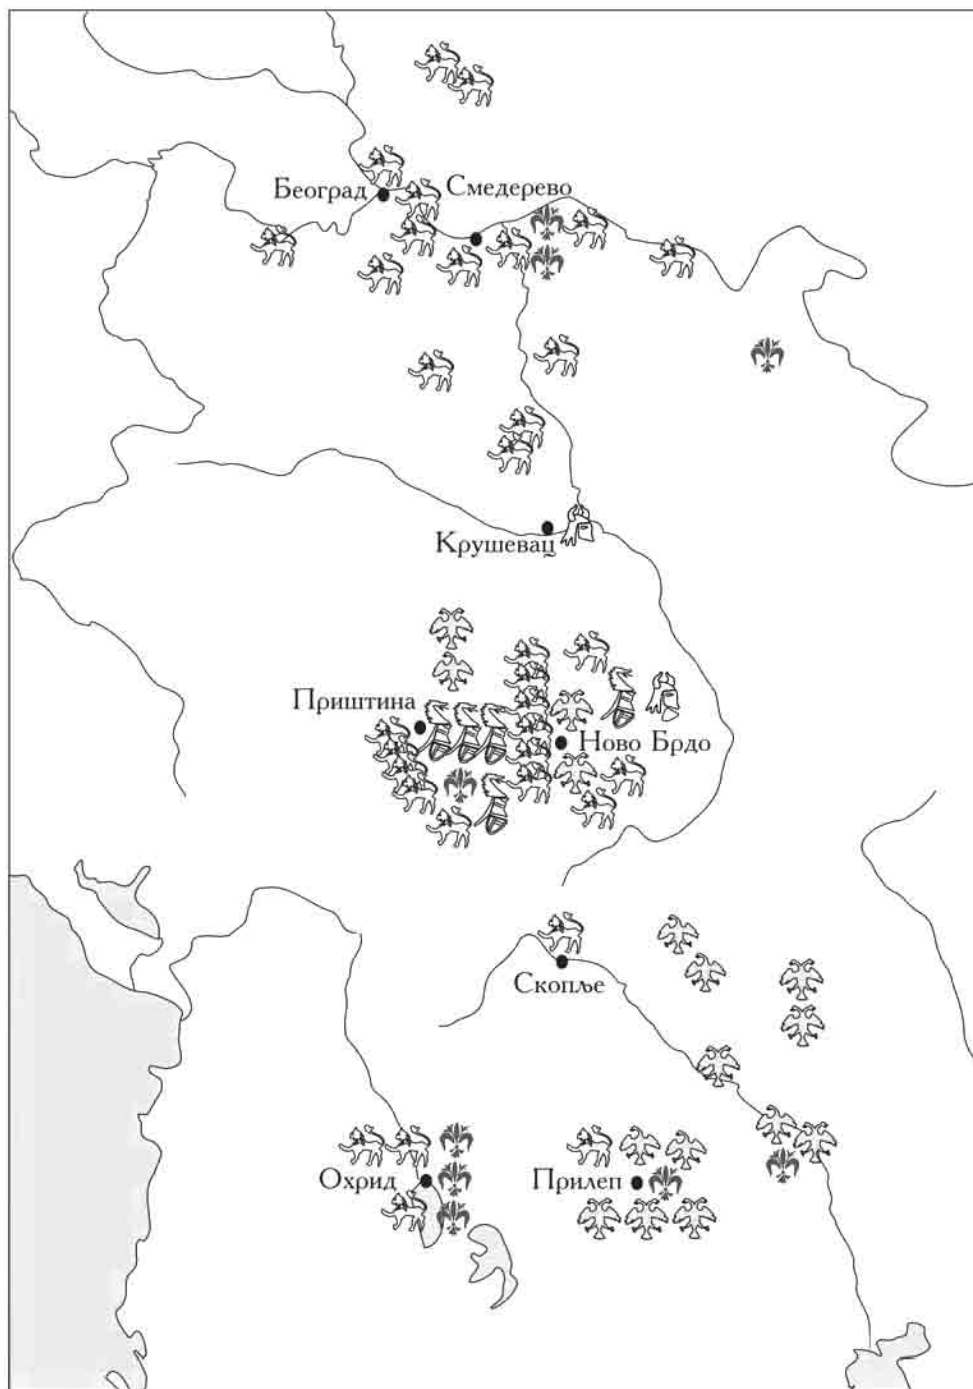 Београд
Смедерево
Крушевац
Приштина
Ново Брдо
Скопље
Охрид
Прилеп